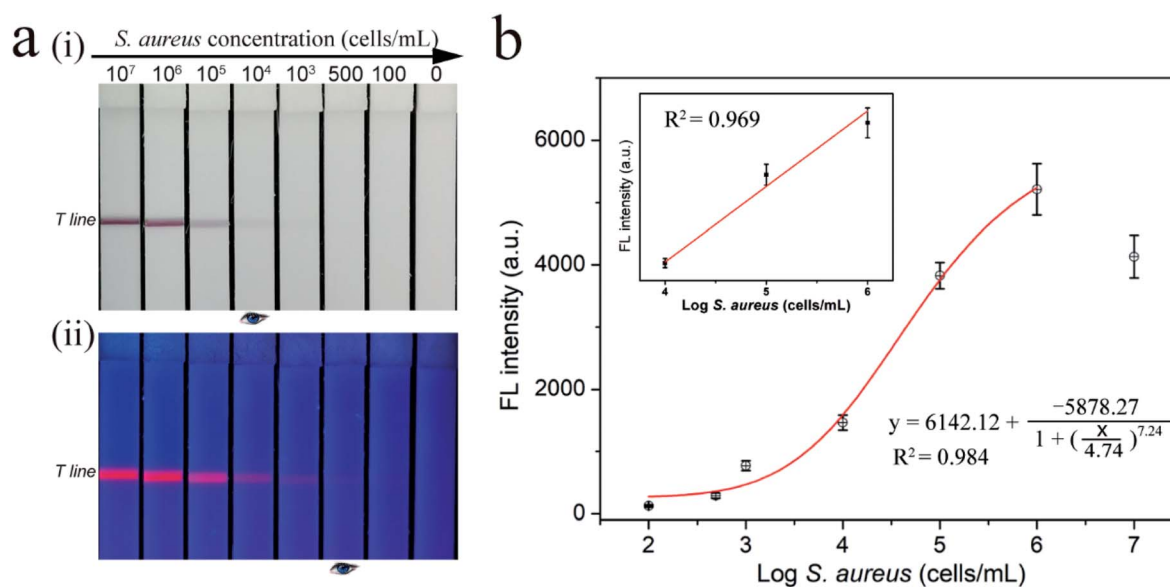 a (i) S. aureus concentration (cells/mL)
10⁷ 10⁶ 10⁵ 10⁴ 10³ 500 100 0
T line
(ii)
T line
b
FL intensity (a.u.)
6000
4000
2000
0
2 3 4 5 6 7
Log S. aureus (cells/mL)
R² = 0.969
FL intensity (a.u.)
4 5 6
Log S. aureus (cells/mL)
y = 6142.12 + −5878.27 / 1 + (x / 4.74)^7.24
R² = 0.984